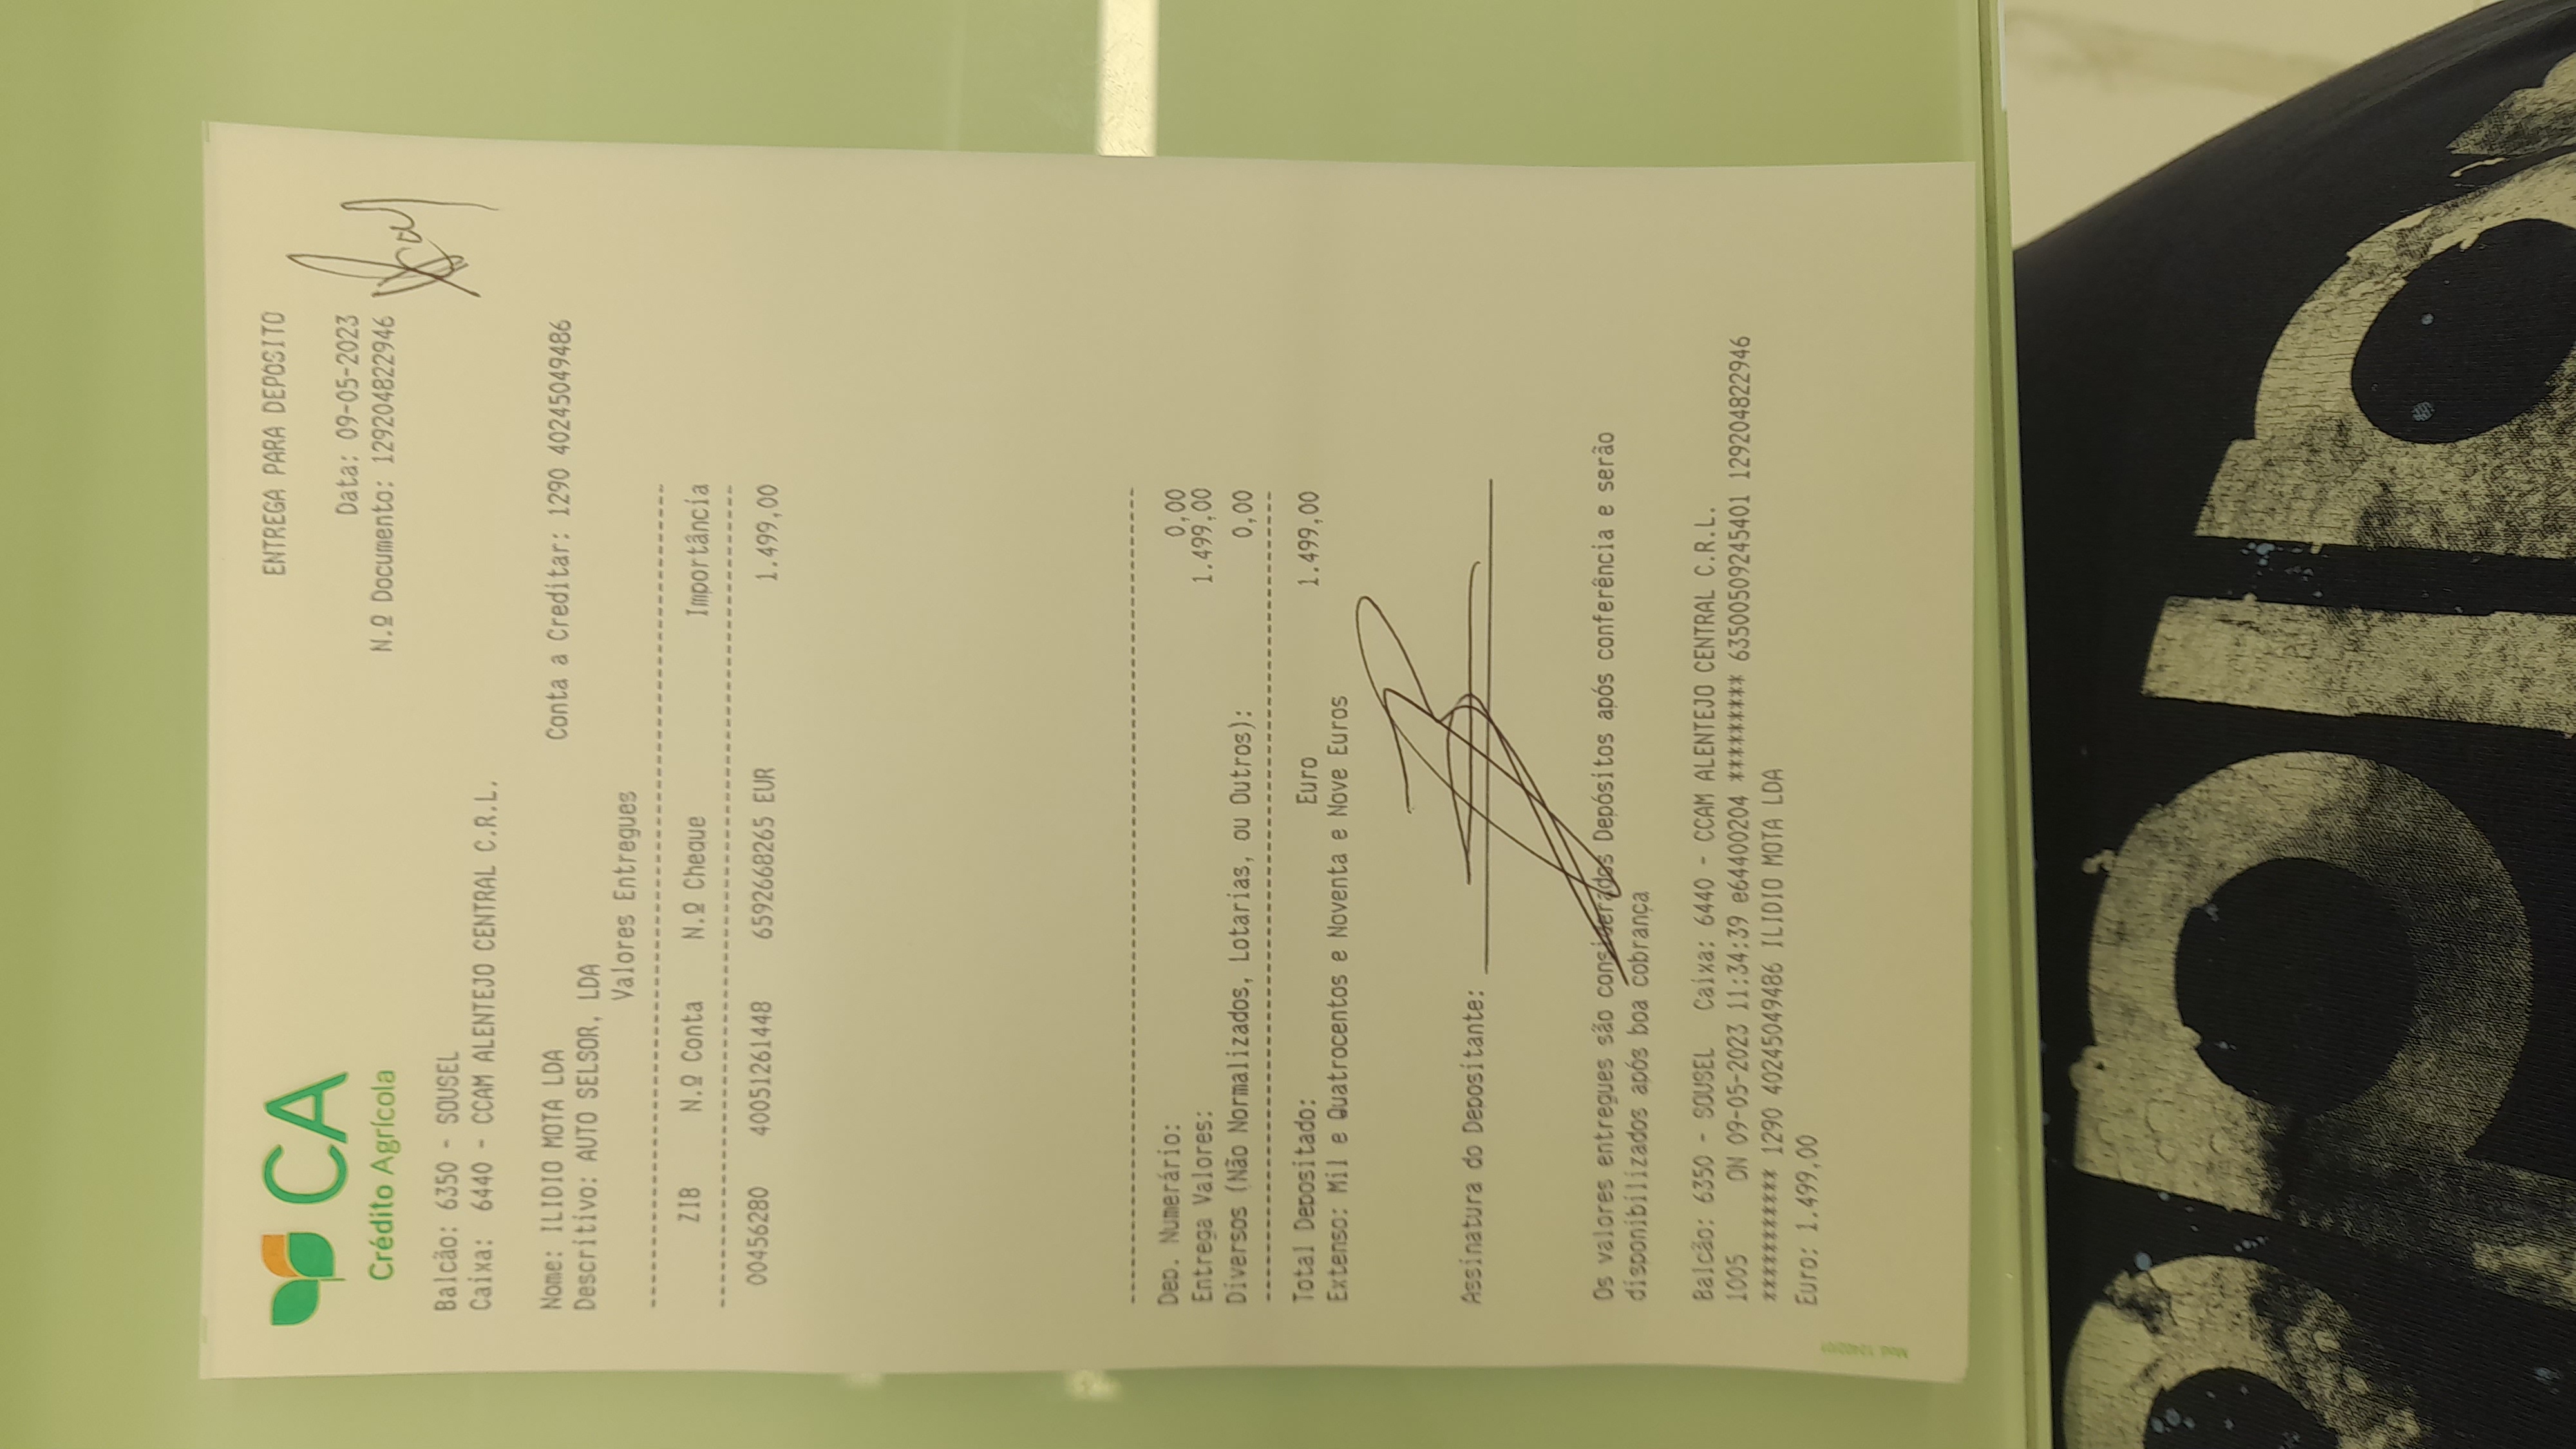 CA
Crédito Agrícola
ENTREGA PARA DEPOSITO
Data: 09-05-2023
N.º Documento: 129204822946
Balcão: 6350 - SOUSEL
Caixa: 6440 - CCAM ALENTEJO CENTRAL C.R.L.
Nome: ILIDIO MOTA LDA Conta a Creditar: 1290 40245049486
Descritivo: AUTO SELSOR, LDA
Valores Entregues
ZIB N.º Conta N.º Cheque Importância
00456280 40051261448 6592668265 EUR 1.499,00
Dep. Numerário: 0,00
Entrega Valores: 1.499,00
Diversos (Não Normalizados, Lotarias, ou Outros): 0,00
Total Depositado: Euro 1.499,00
Extenso: Mil e Quatrocentos e Noventa e Nove Euros
Assinatura do Depositante:
Os valores entregues são considerados Depósitos após conferência e serão
disponibilizados após boa cobrança
Balcão: 6350 - SOUSEL Caixa: 6440 - CCAM ALENTEJO CENTRAL C.R.L.
1005 ON 09-05-2023 11:34:39 e64400204 ******** 63500509245401 129204822946
********** 1290 40245049486 ILIDIO MOTA LDA
Euro: 1.499,00